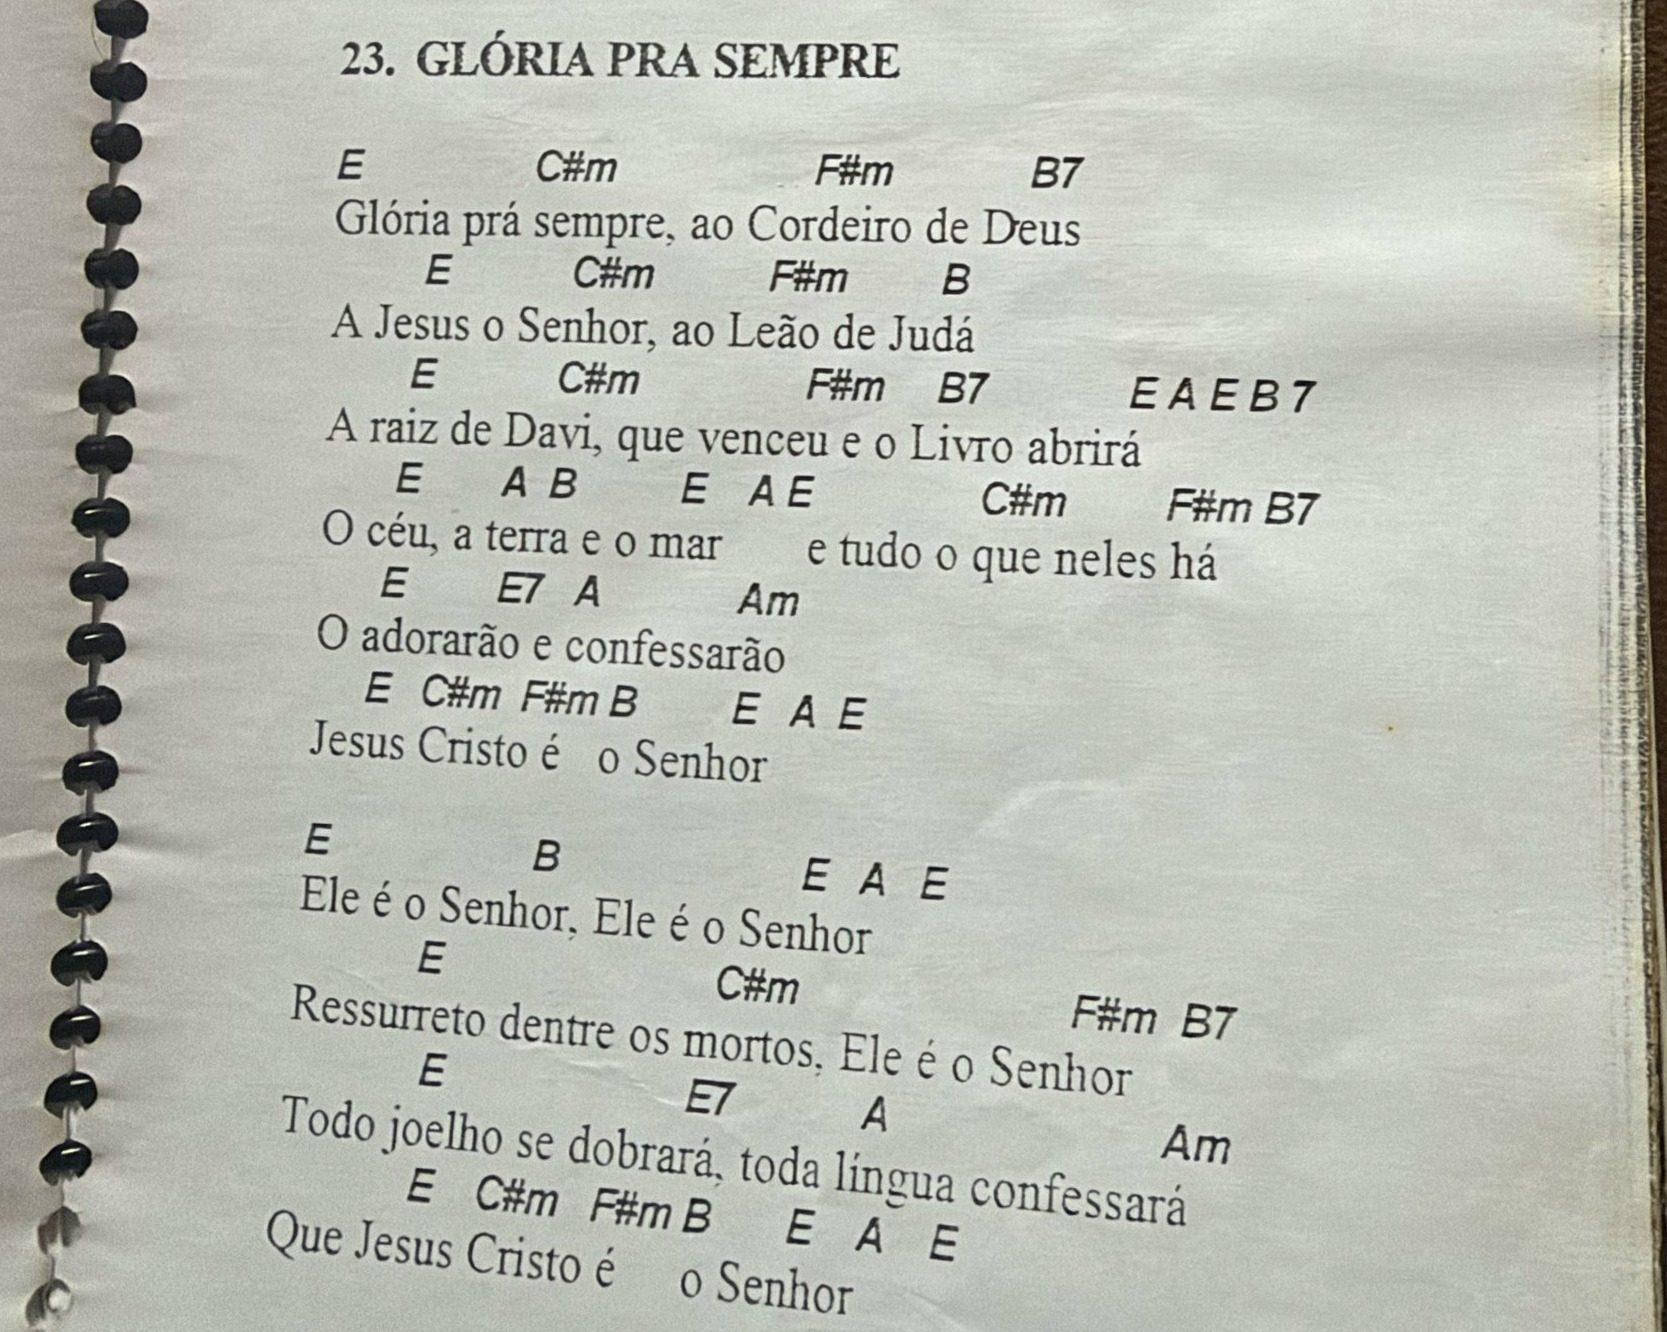 23. GLÓRIA PRA SEMPRE
E C#m F#m B7
Glória prá sempre, ao Cordeiro de Deus
E C#m F#m B
A Jesus o Senhor, ao Leão de Judá
E C#m F#m B7 E A E B 7
A raiz de Davi, que venceu e o Livro abrirá
E A B E A E C#m F#m B7
O céu, a terra e o mar e tudo o que neles há
E E7 A Am
O adorarão e confessarão
E C#m F#m B E A E
Jesus Cristo é o Senhor
E B E A E
Ele é o Senhor, Ele é o Senhor
E C#m F#m B7
Ressurreto dentre os mortos, Ele é o Senhor
E E7 A Am
Todo joelho se dobrará, toda língua confessará
E C#m F#m B E A E
Que Jesus Cristo é o Senhor